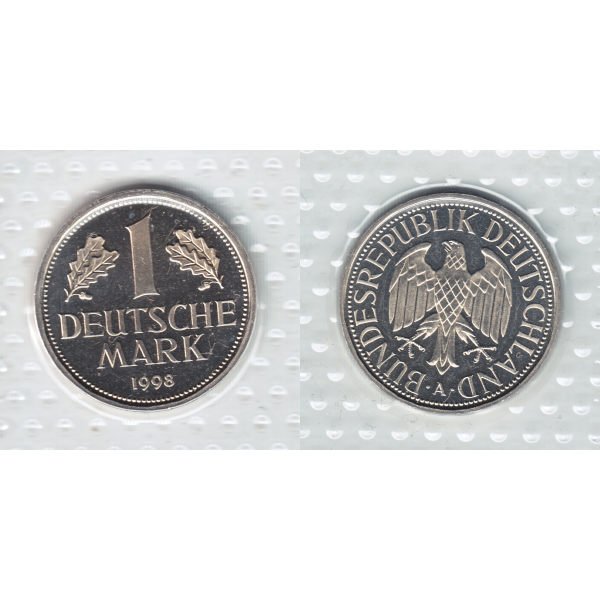 1
DEUTSCHE
MARK
1998
BUNDESREPUBLIK DEUTSCHLAND
A